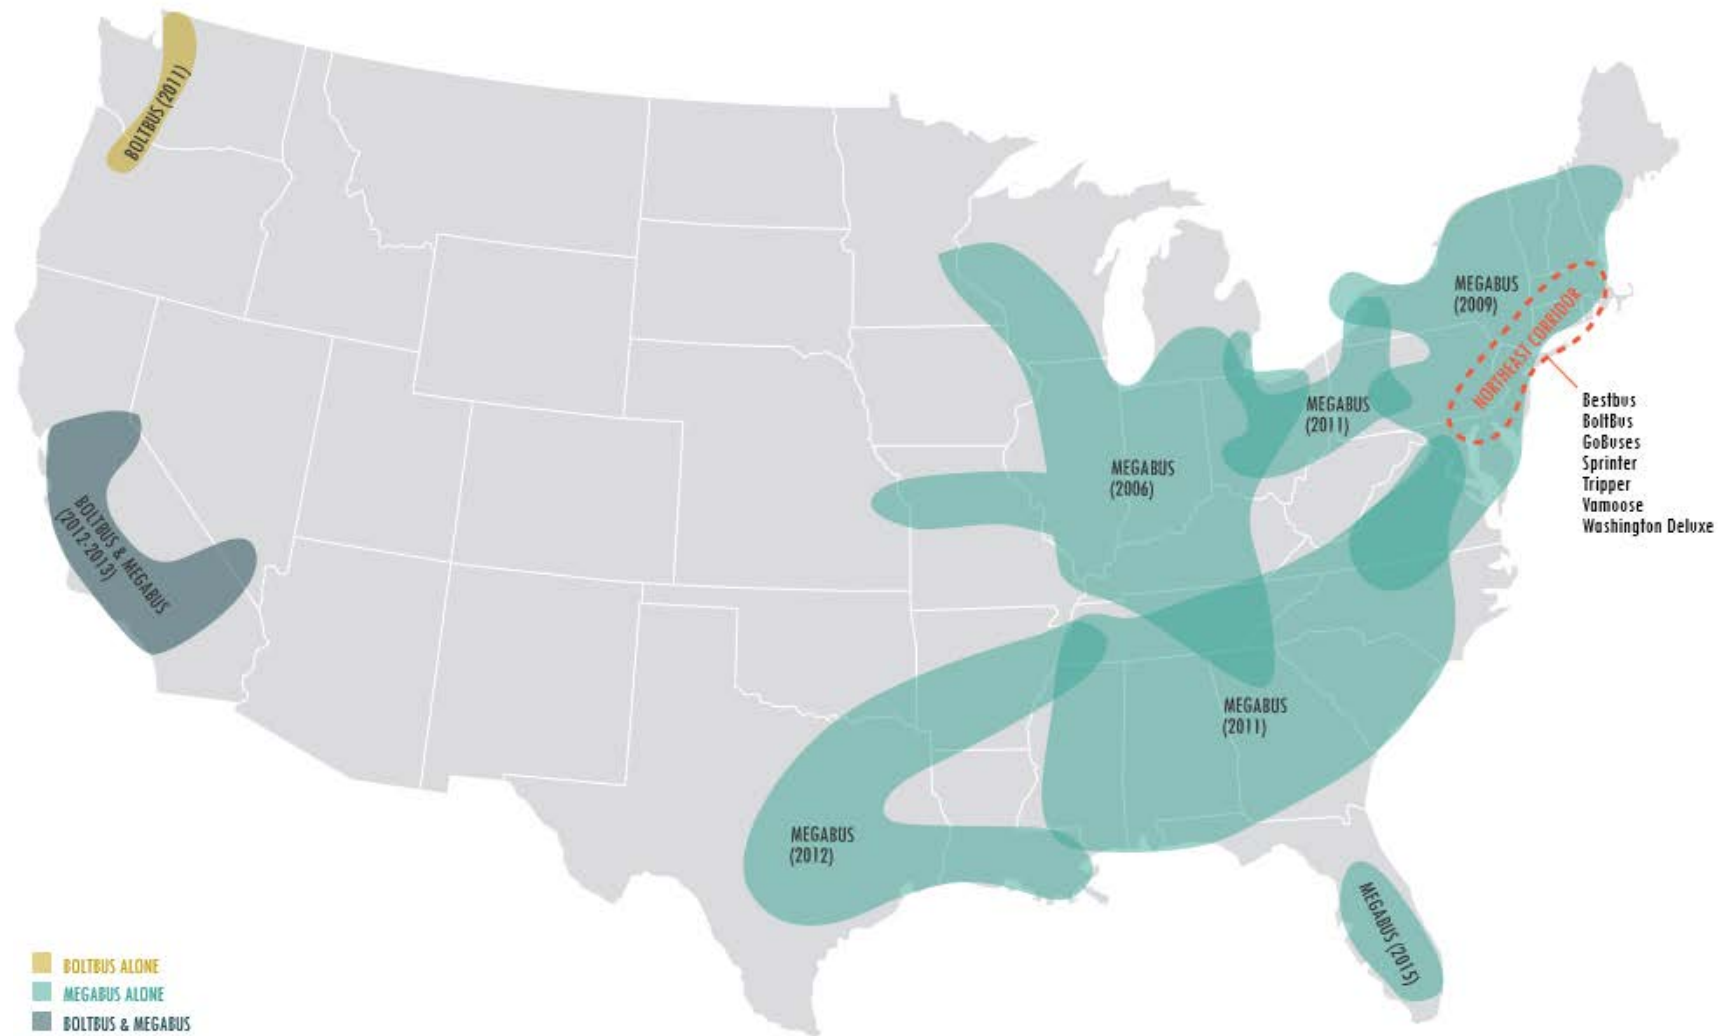 BOLTBUS (2011)
MEGABUS
(2009)
NORTHEAST CORRIDOR
Bestbus
BoltBus
GoBuses
Sprinter
Tripper
Vamoose
Washington Deluxe
MEGABUS
(2011)
MEGABUS
(2006)
BOLTBUS & MEGABUS
(2012-2013)
MEGABUS
(2011)
MEGABUS
(2012)
MEGABUS (2015)
BOLTBUS ALONE
MEGABUS ALONE
BOLTBUS & MEGABUS